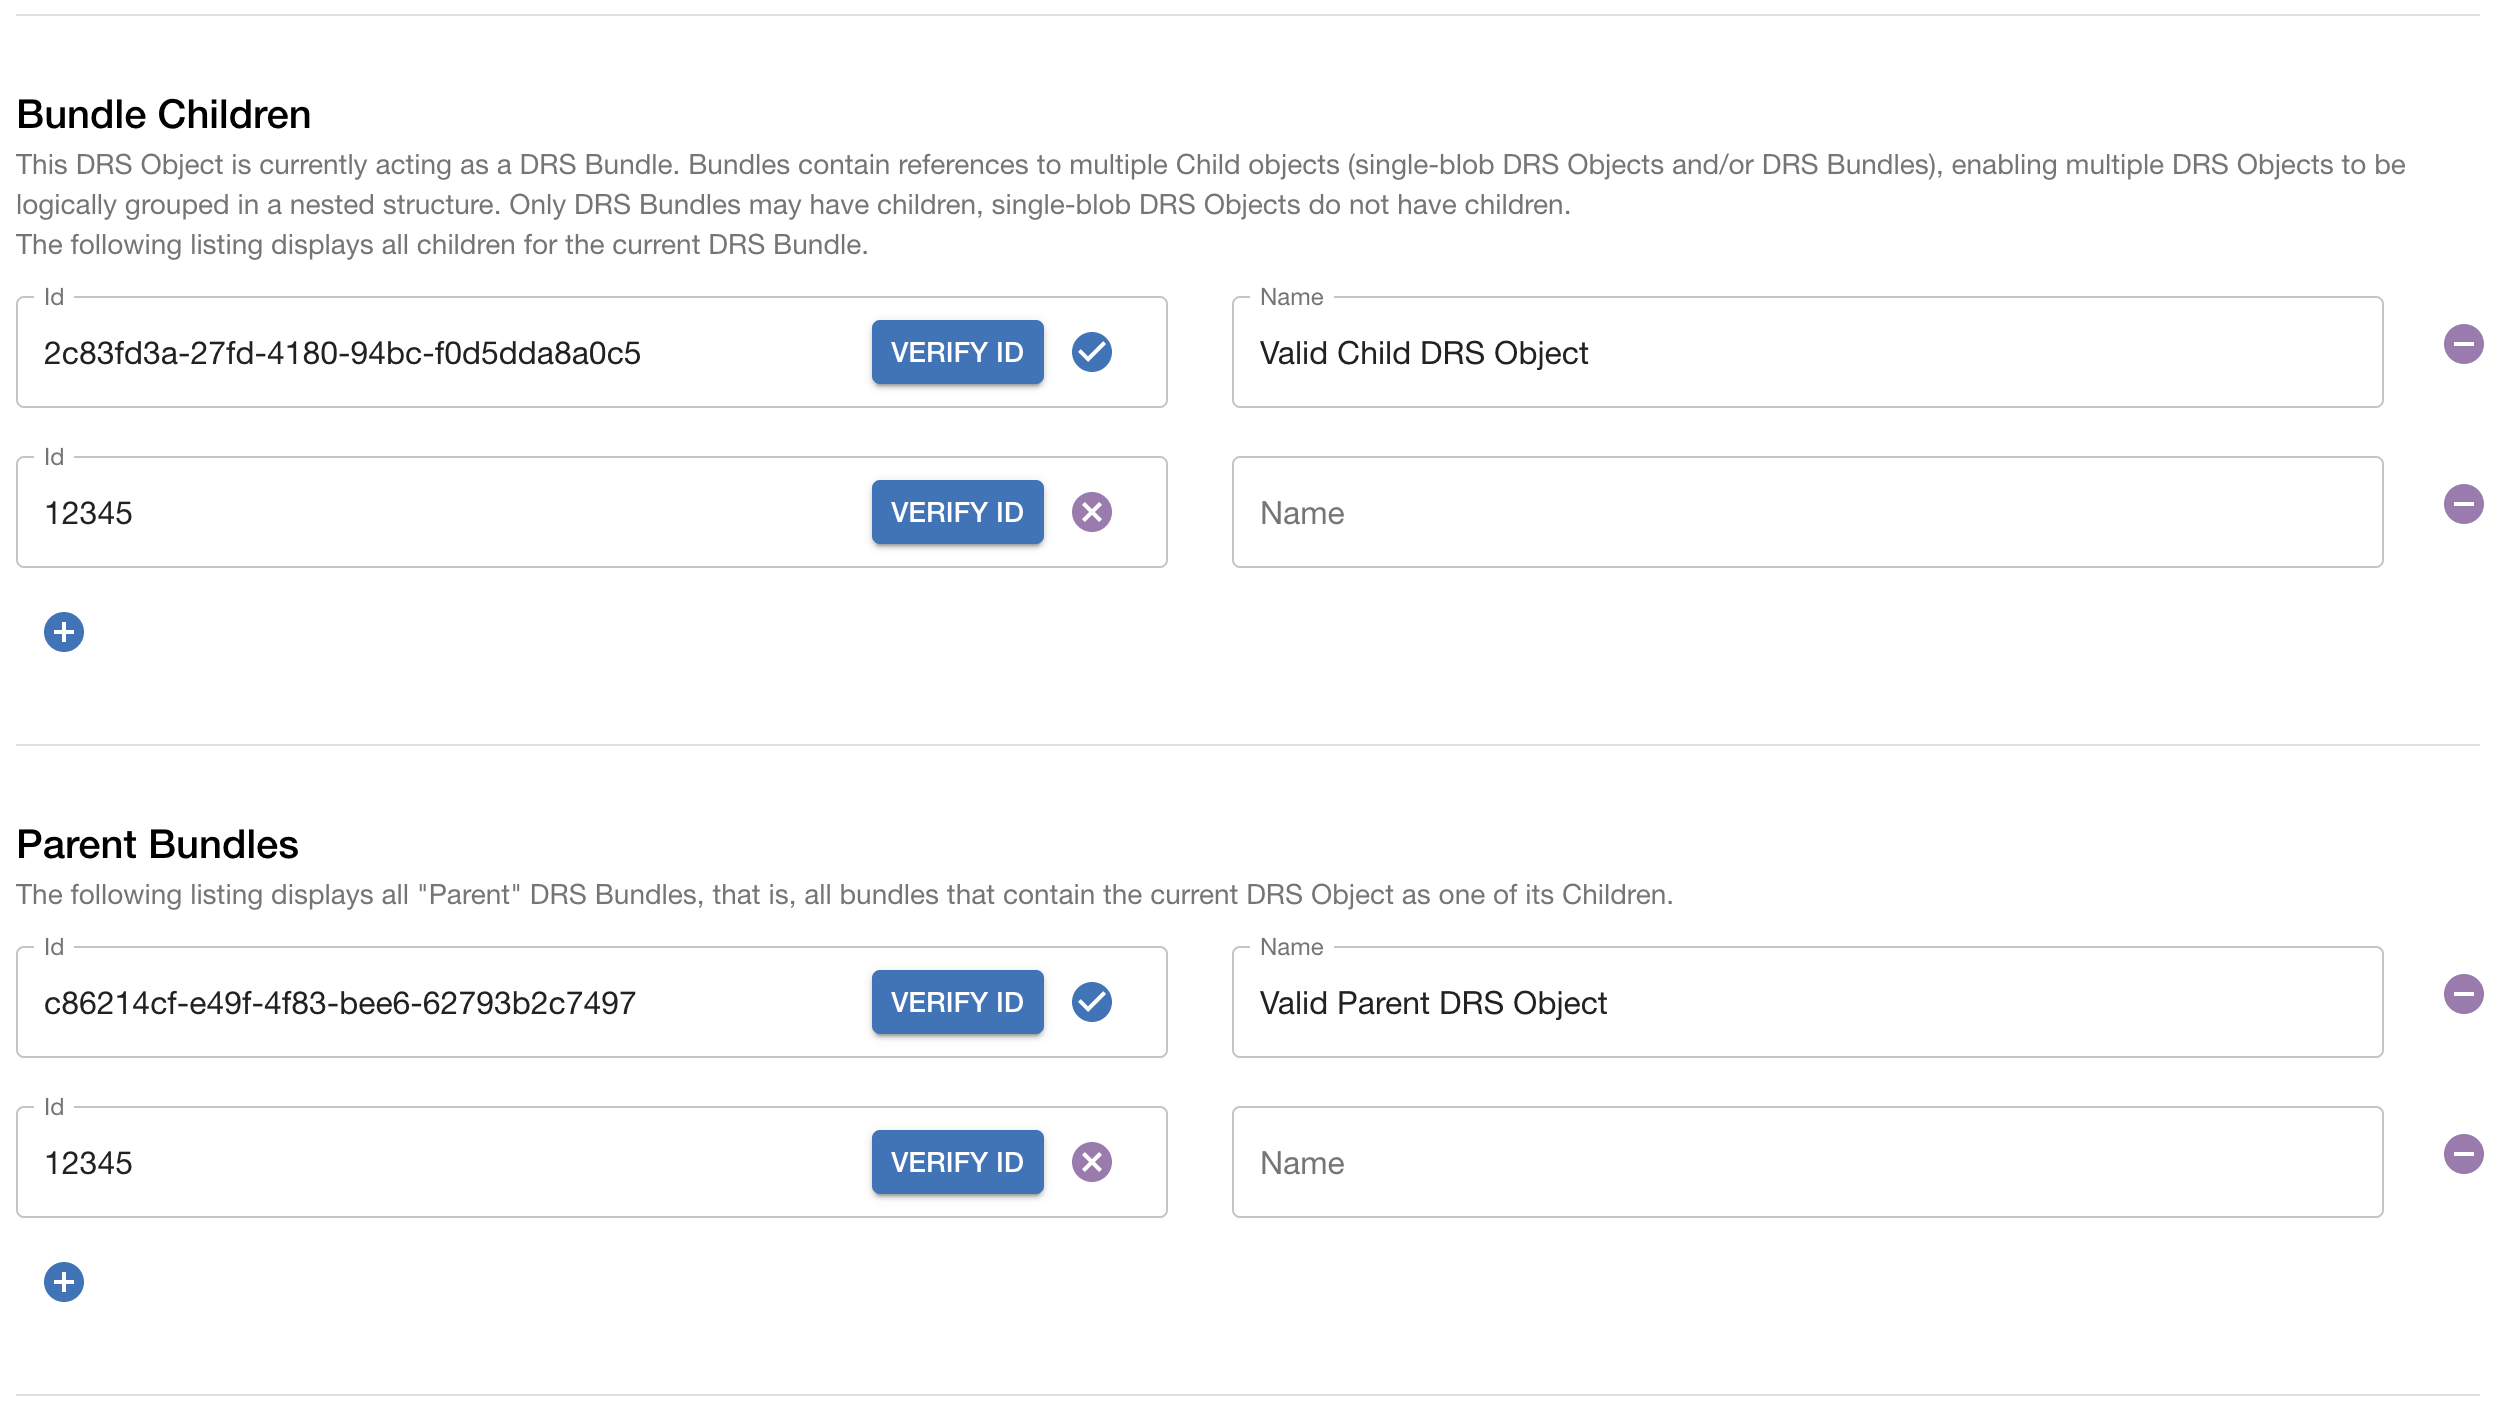 Bundle Children
This DRS Object is currently acting as a DRS Bundle. Bundles contain references to multiple Child objects (single-blob DRS Objects and/or DRS Bundles), enabling multiple DRS Objects to be
logically grouped in a nested structure. Only DRS Bundles may have children, single-blob DRS Objects do not have children.
The following listing displays all children for the current DRS Bundle.
Id
2c83fd3a-27fd-4180-94bc-f0d5dda8a0c5
VERIFY ID
Name
Valid Child DRS Object
Id
12345
VERIFY ID
Name
Parent Bundles
The following listing displays all "Parent" DRS Bundles, that is, all bundles that contain the current DRS Object as one of its Children.
Id
c86214cf-e49f-4f83-bee6-62793b2c7497
VERIFY ID
Name
Valid Parent DRS Object
Id
12345
VERIFY ID
Name